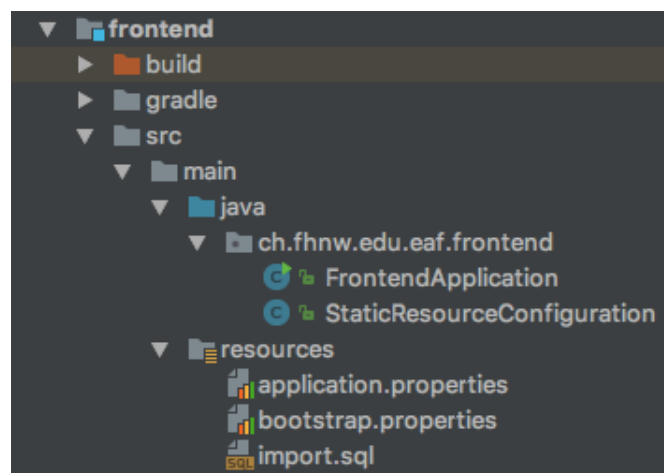 frontend
build
gradle
src
main
java
ch.fhnw.edu.eaf.frontend
C FrontendApplication
C StaticResourceConfiguration
resources
application.properties
bootstrap.properties
SQL import.sql